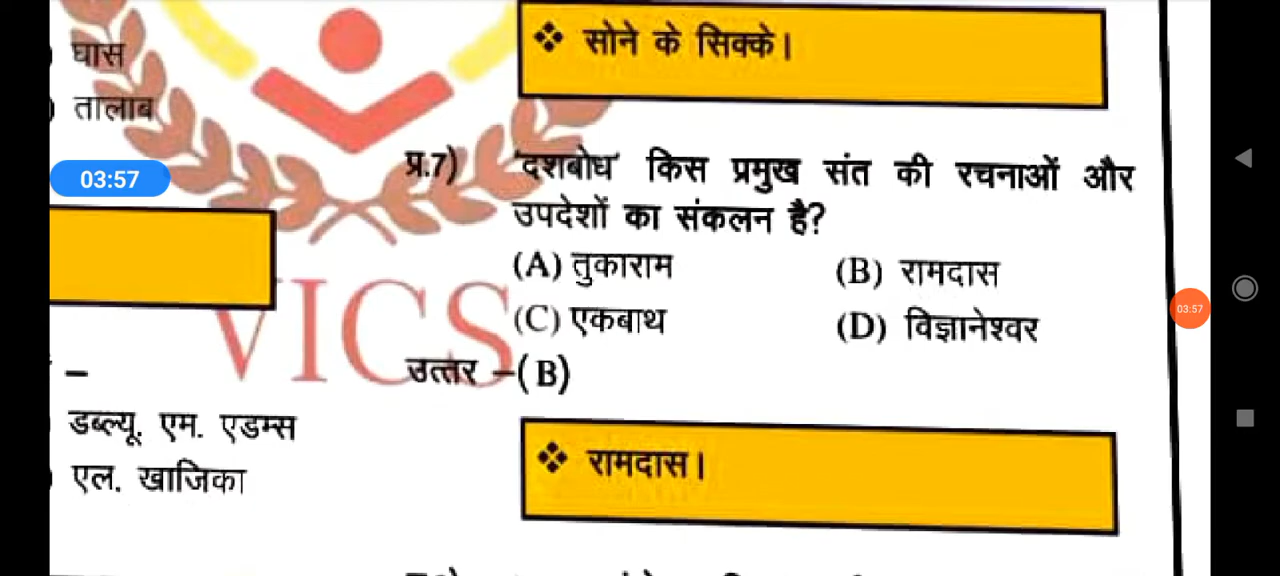 घास
तालाब
03:57
–
डब्ल्यू. एम. एडम्स
एल. खाजिका
❖ सोने के सिक्के।
प्र.7) 'दशबोध' किस प्रमुख संत की रचनाओं और
उपदेशों का संकलन है?
(A) तुकाराम (B) रामदास
(C) एकबाथ (D) विज्ञानेश्वर
उत्तर –(B)
❖ रामदास।
VICS
03:57